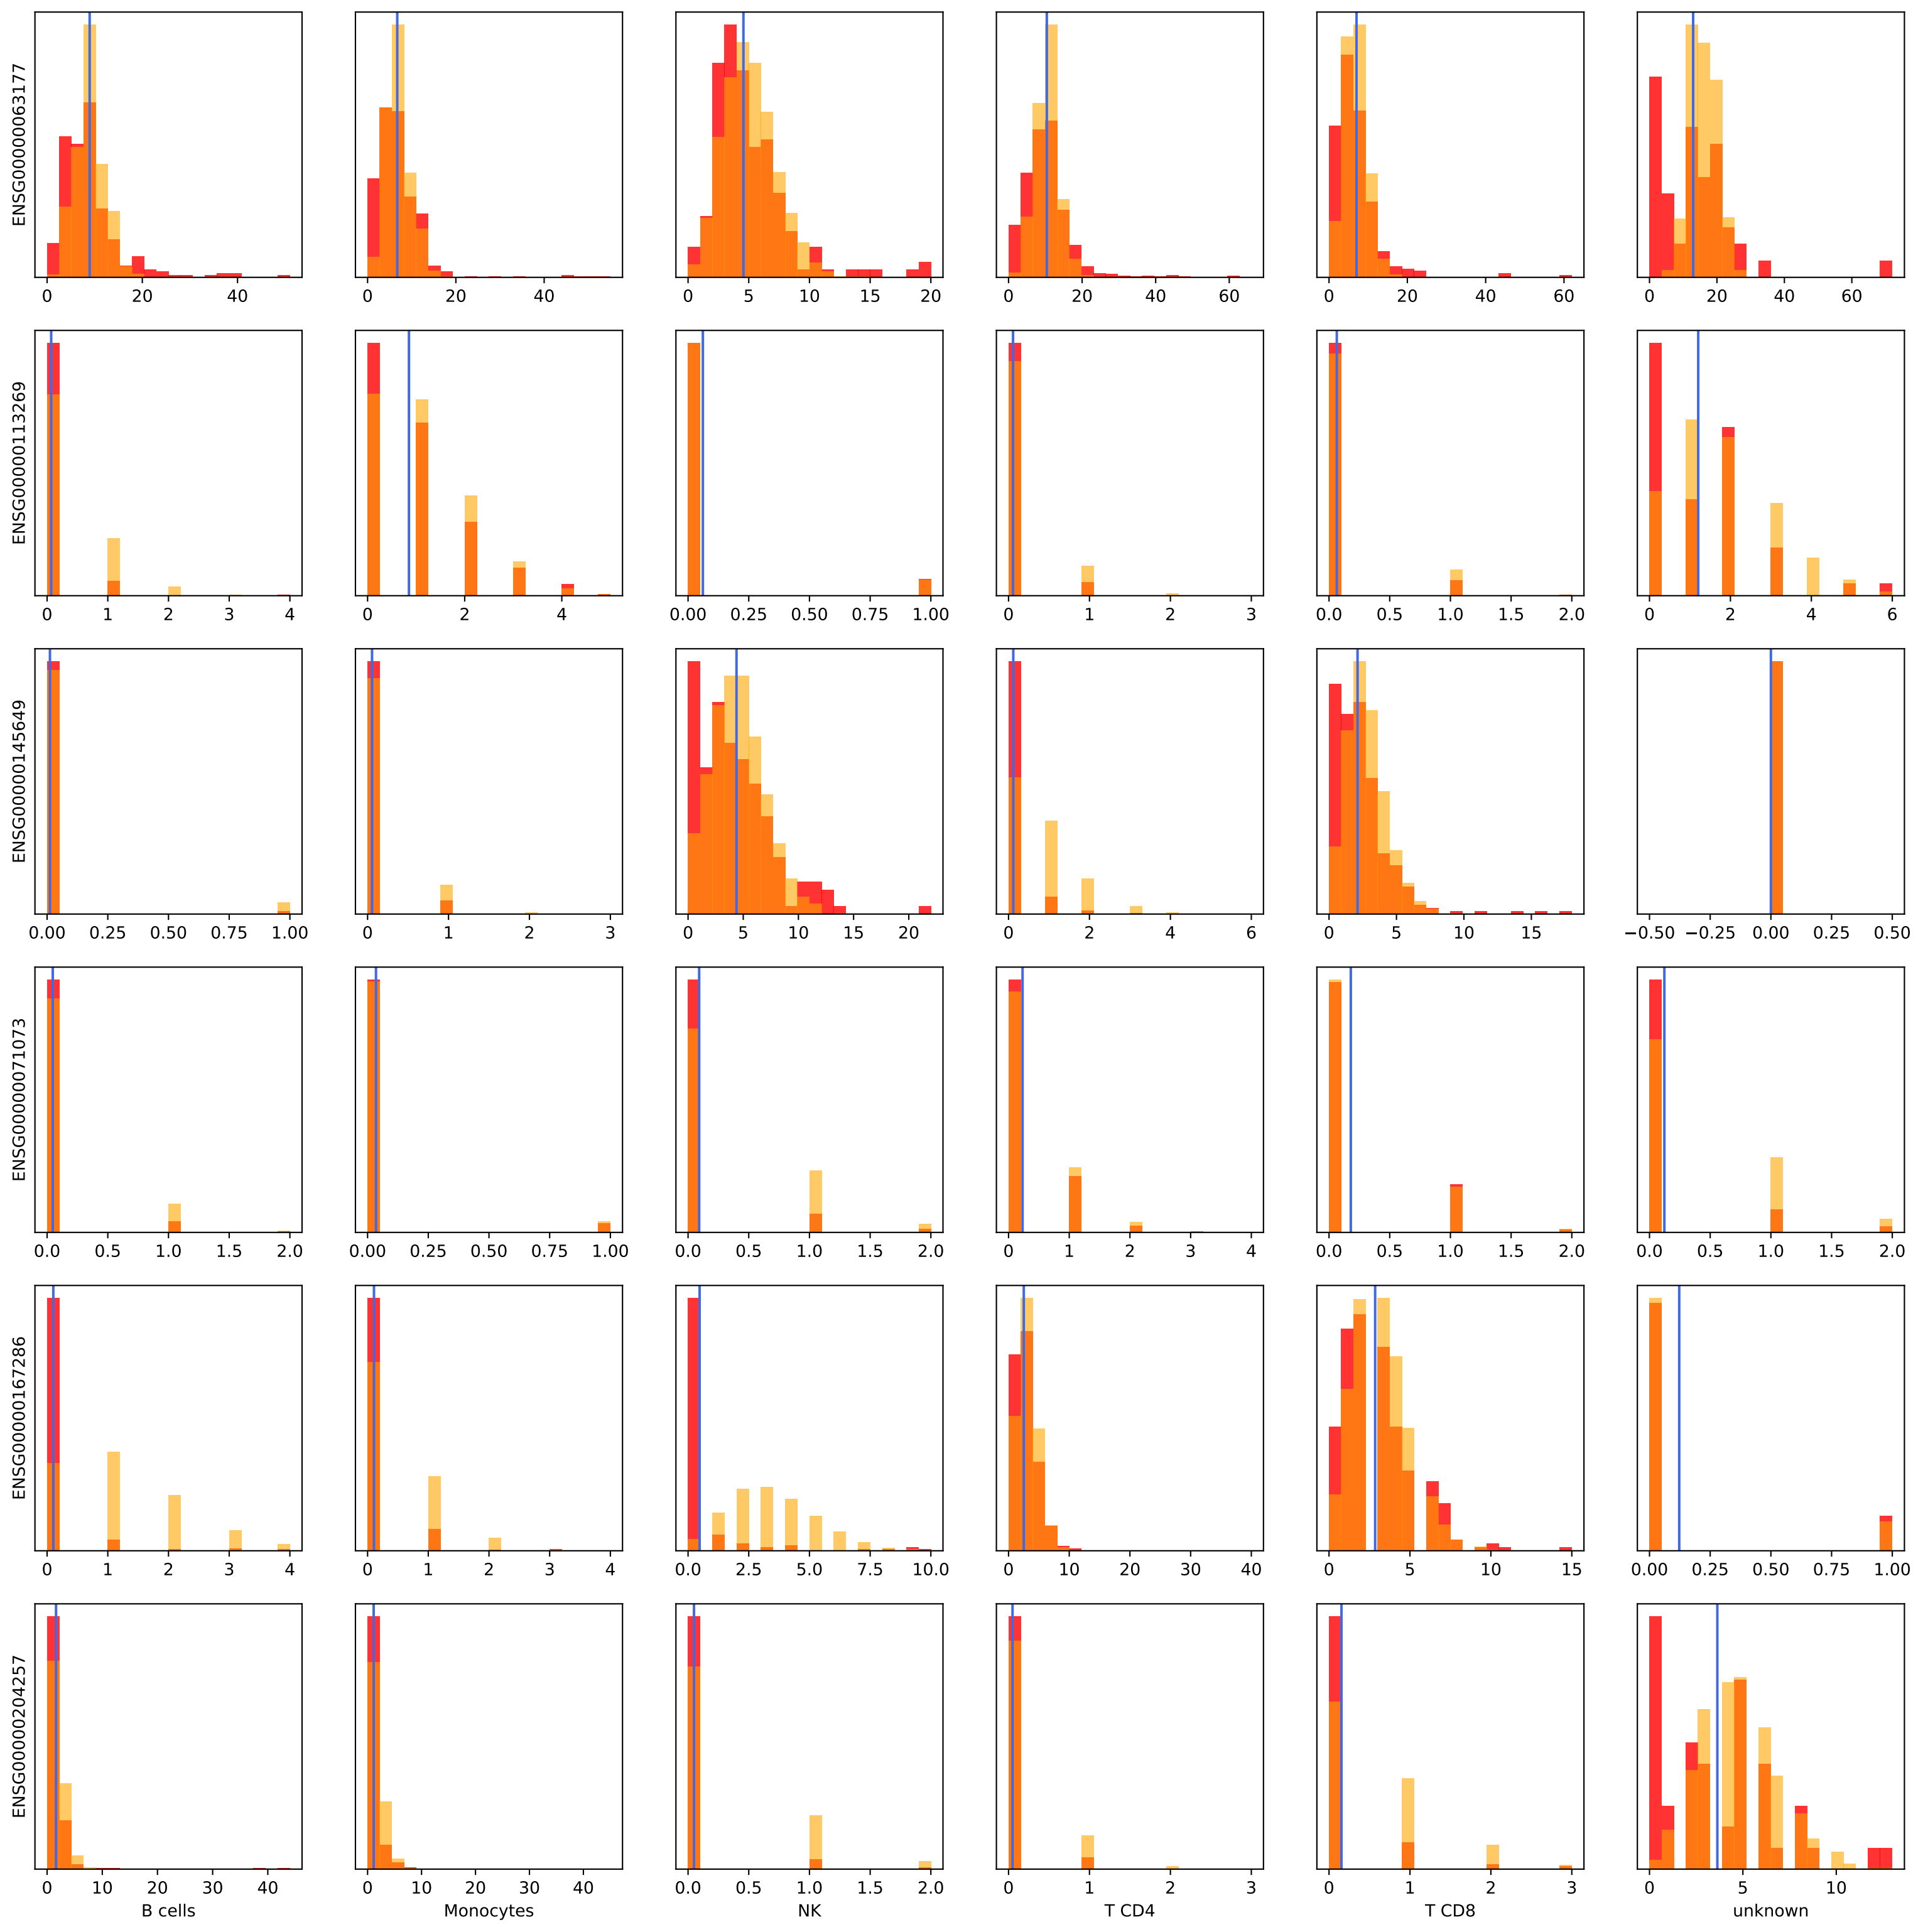 ENSG00000063177
0 20 40
0 20 40
0 5 10 15 20
0 20 40 60
0 20 40 60
0 20 40 60
ENSG00000113269
0 1 2 3 4
0 2 4
0.00 0.25 0.50 0.75 1.00
0 1 2 3
0.0 0.5 1.0 1.5 2.0
0 2 4 6
ENSG00000145649
0.00 0.25 0.50 0.75 1.00
0 1 2 3
0 5 10 15 20
0 2 4 6
0 5 10 15
−0.50 −0.25 0.00 0.25 0.50
ENSG00000071073
0.0 0.5 1.0 1.5 2.0
0.00 0.25 0.50 0.75 1.00
0.0 0.5 1.0 1.5 2.0
0 1 2 3 4
0.0 0.5 1.0 1.5 2.0
0.0 0.5 1.0 1.5 2.0
ENSG00000167286
0 1 2 3 4
0 1 2 3 4
0.0 2.5 5.0 7.5 10.0
0 10 20 30 40
0 5 10 15
0.00 0.25 0.50 0.75 1.00
ENSG00000204257
0 10 20 30 40
B cells
0 10 20 30 40
Monocytes
0.0 0.5 1.0 1.5 2.0
NK
0 1 2 3
T CD4
0 1 2 3
T CD8
0 5 10
unknown